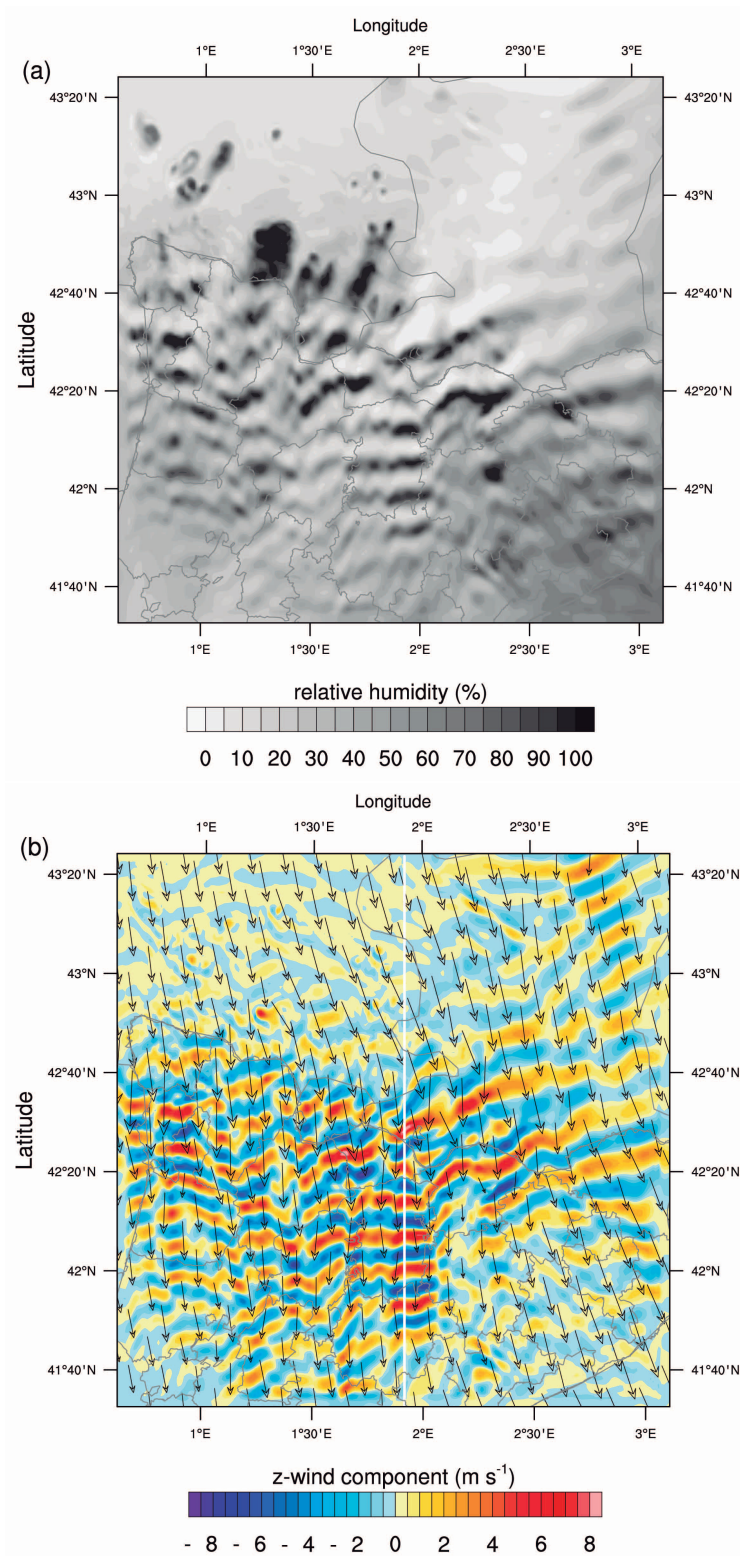 Longitude
(a)
1°E 1°30'E 2°E 2°30'E 3°E
43°20'N 43°20'N
43°N 43°N
42°40'N 42°40'N
Latitude
42°20'N 42°20'N
42°N 42°N
41°40'N 41°40'N
1°E 1°30'E 2°E 2°30'E 3°E
relative humidity (%)
0 10 20 30 40 50 60 70 80 90 100
Longitude
(b)
1°E 1°30'E 2°E 2°30'E 3°E
43°20'N 43°20'N
43°N 43°N
42°40'N 42°40'N
Latitude
42°20'N 42°20'N
42°N 42°N
41°40'N 41°40'N
1°E 1°30'E 2°E 2°30'E 3°E
z-wind component (m s⁻¹)
- 8 - 6 - 4 - 2 0 2 4 6 8